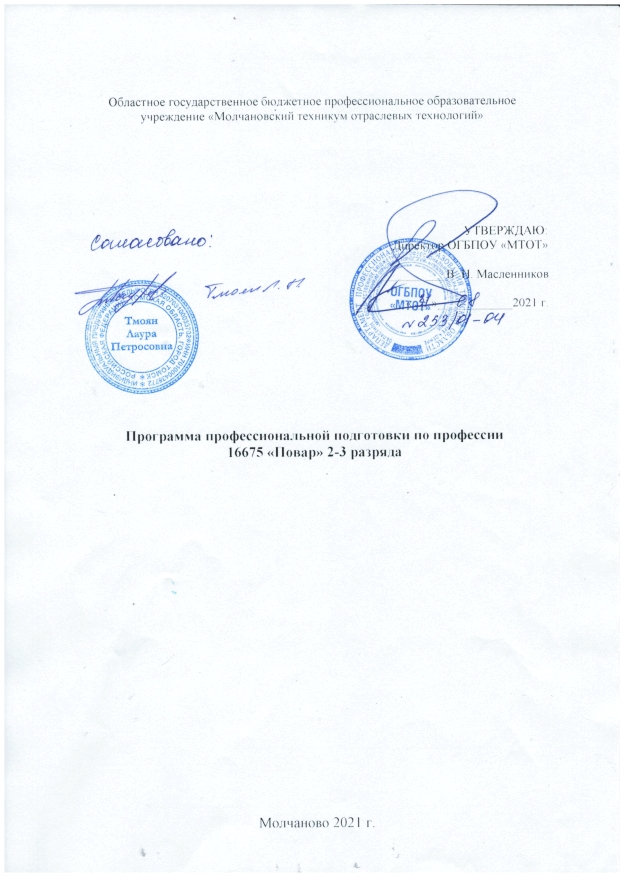 Областное государственное бюджетное профессиональное образовательное
учреждение «Молчановский техникум отраслевых технологий»
УТВЕРЖДАЮ:
Директор ОГБПОУ «МТОТ»
В. Н. Масленников
2021 г.
Согласовано:
Тмоян Л. П.
ОГБПОУ
«МТОТ»
Тмоян
Лаура
Петросовна
Программа профессиональной подготовки по профессии
16675 «Повар» 2-3 разряда
Молчаново 2021 г.